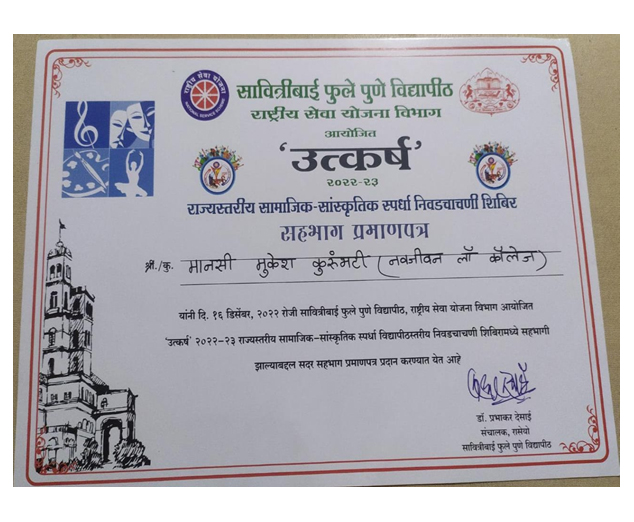 सावित्रीबाई फुले पुणे विद्यापीठ
राष्ट्रीय सेवा योजना विभाग
आयोजित
'उत्कर्ष'
२०२२-२३
राज्यस्तरीय सामाजिक-सांस्कृतिक स्पर्धा निवडचाचणी शिबिर
सहभाग प्रमाणपत्र
श्री./कु. मानसी मुकेश कुरुंमटी (नवजीवन लॉ कॉलेज)
यांनी दि. १६ डिसेंबर, २०२२ रोजी सावित्रीबाई फुले पुणे विद्यापीठ, राष्ट्रीय सेवा योजना विभाग आयोजित
'उत्कर्ष' २०२२-२३ राज्यस्तरीय सामाजिक-सांस्कृतिक स्पर्धा विद्यापीठस्तरीय निवडचाचणी शिबिरामध्ये सहभागी
झाल्याबद्दल सदर सहभाग प्रमाणपत्र प्रदान करण्यात येत आहे
डॉ. प्रभाकर देसाई
संचालक, रासेयो
सावित्रीबाई फुले पुणे विद्यापीठ